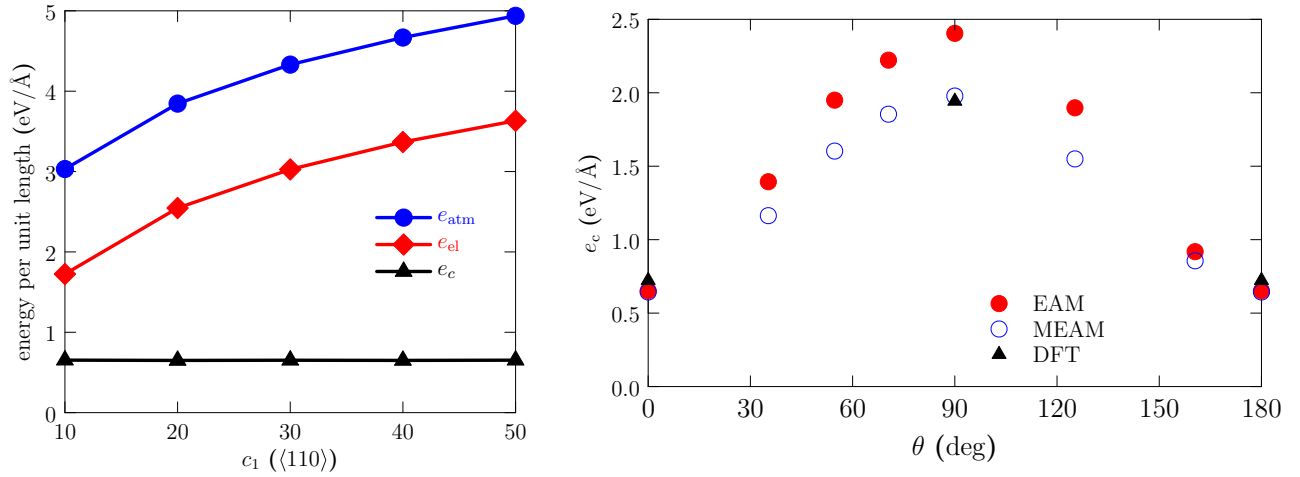 energy per unit length (eV/Å)
5
4
3
2
1
0
e_atm
e_el
e_c
10 20 30 40 50
c₁ (⟨110⟩)
e_c (eV/Å)
2.5
2.0
1.5
1.0
0.5
0.0
EAM
MEAM
DFT
0 30 60 90 120 150 180
θ (deg)